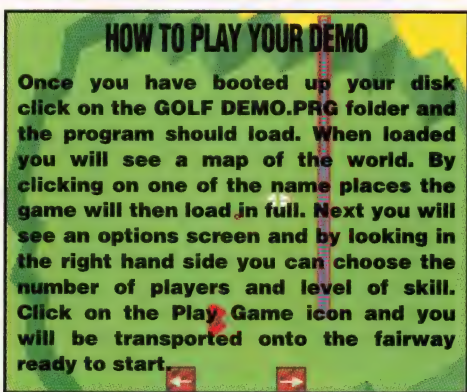 HOW TO PLAY YOUR DEMO
Once you have booted up your disk
click on the GOLF DEMO.PRG folder and
the program should load. When loaded
you will see a map of the world. By
clicking on one of the name places the
game will then load in full. Next you will
see an options screen and by looking in
the right hand side you can choose the
number of players and level of skill.
Click on the Play Game icon and you
will be transported onto the fairway
ready to start.